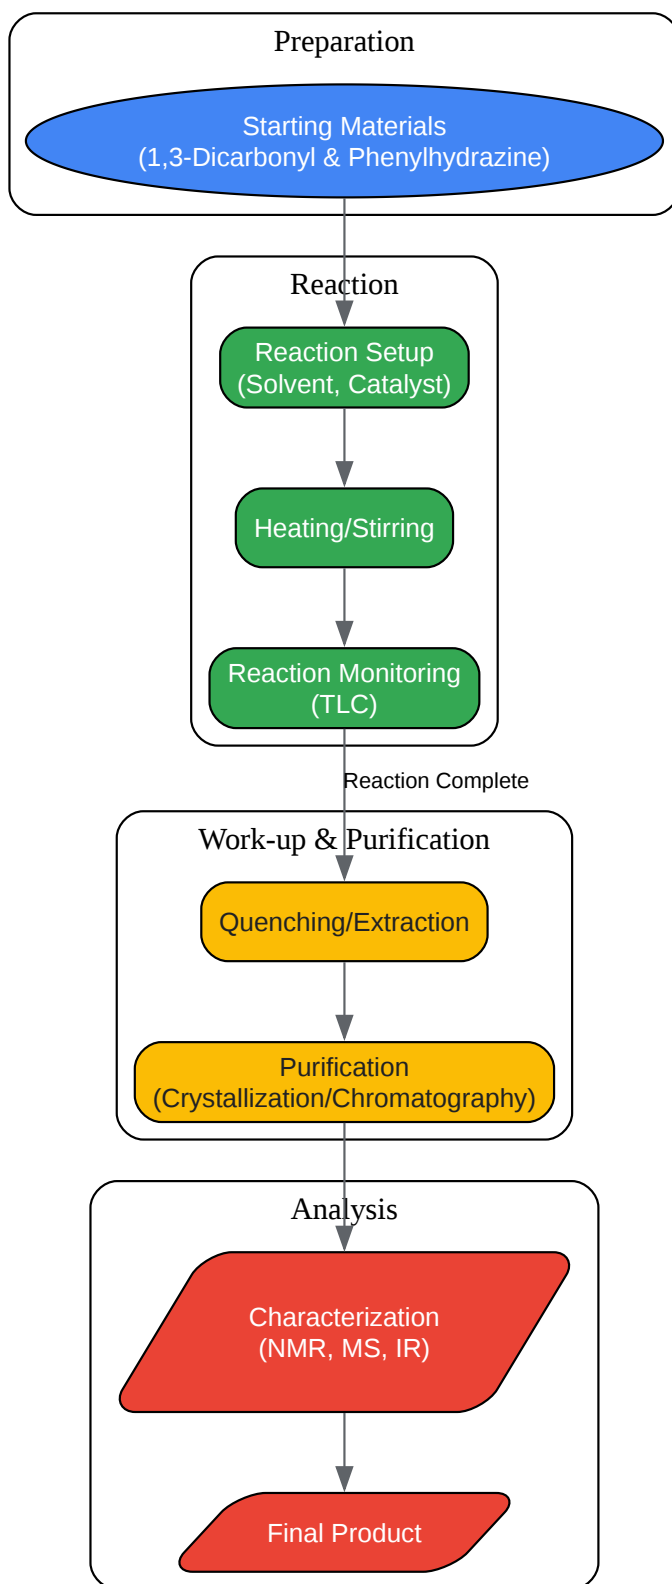 Preparation
Starting Materials
(1,3-Dicarbonyl & Phenylhydrazine)
Reaction
Reaction Setup
(Solvent, Catalyst)
Heating/Stirring
Reaction Monitoring
(TLC)
Reaction Complete
Work-up & Purification
Quenching/Extraction
Purification
(Crystallization/Chromatography)
Analysis
Characterization
(NMR, MS, IR)
Final Product